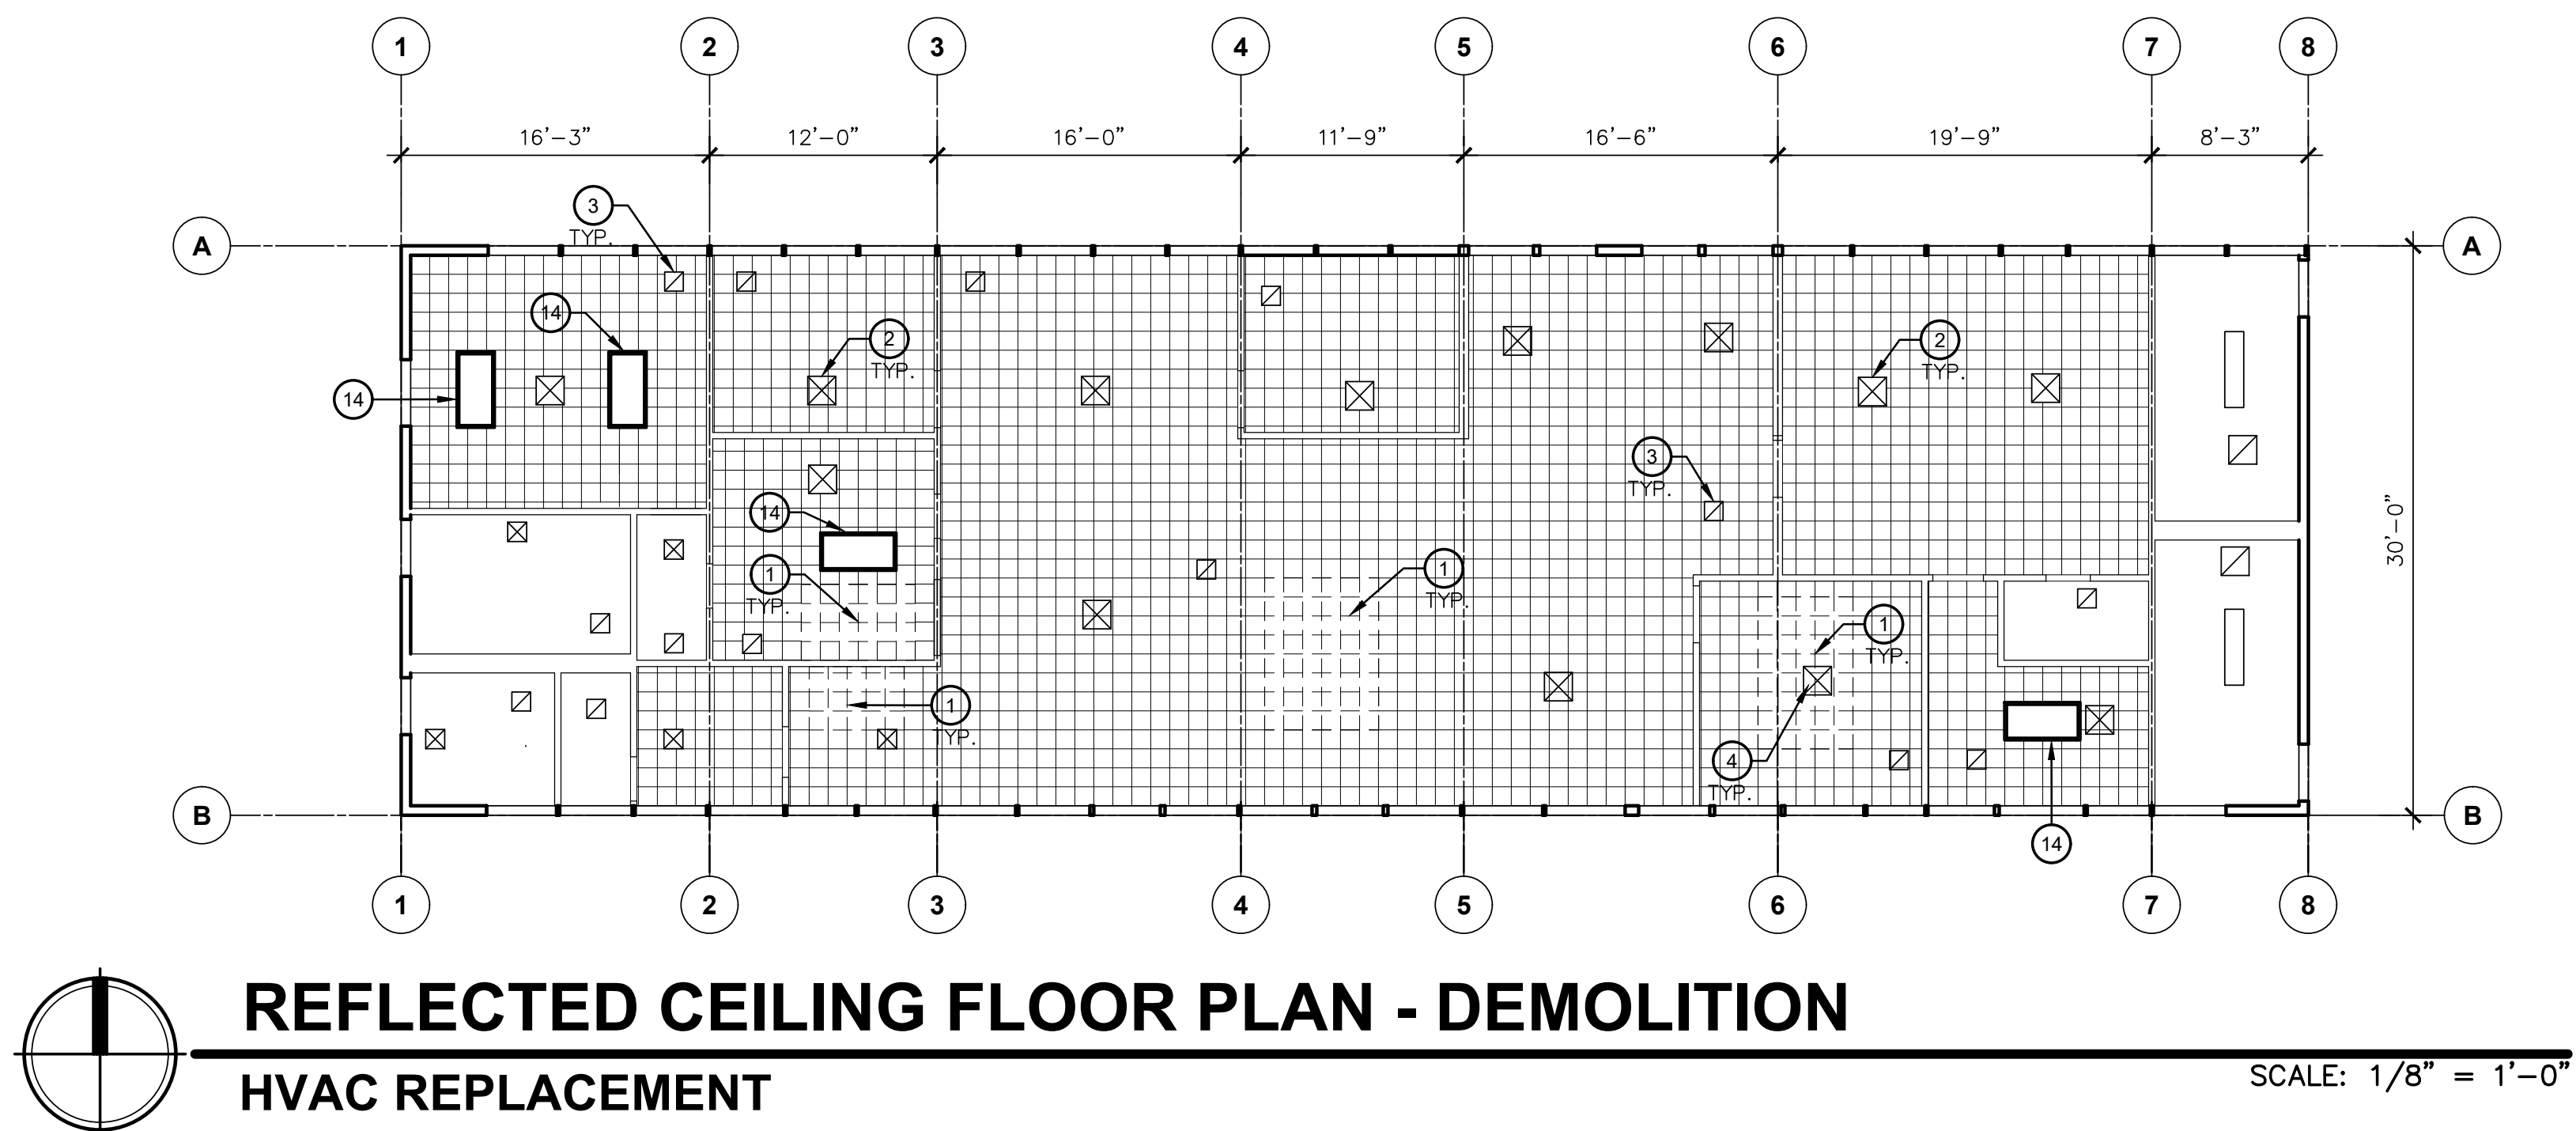 1 2 3 4 5 6 7 8
16'-3" 12'-0" 16'-0" 11'-9" 16'-6" 19'-9" 8'-3"
3
TYP.
A A
14
2
TYP.
2
TYP.
14
3
TYP.
14
30'-0"
1
TYP.
1
TYP.
1
TYP.
1
TYP.
4
TYP.
B B
14
1 2 3 4 5 6 7 8
REFLECTED CEILING FLOOR PLAN - DEMOLITION
HVAC REPLACEMENT
SCALE: 1/8" = 1'-0"